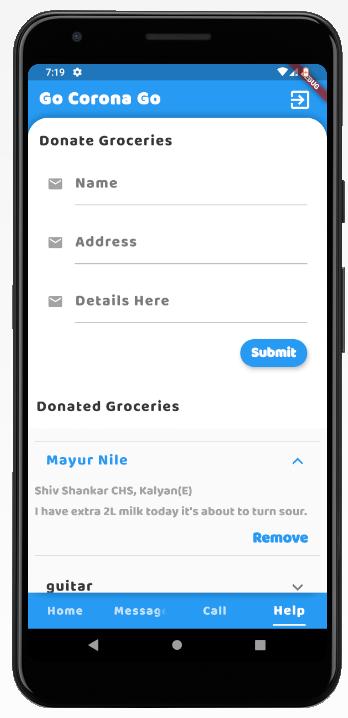 7:19
DEBUG
Go Corona Go
Donate Groceries
Name
Address
Details Here
Submit
Donated Groceries
Mayur Nile
Shiv Shankar CHS, Kalyan(E)
I have extra 2L milk today it's about to turn sour.
Remove
guitar
Home Messag Call Help